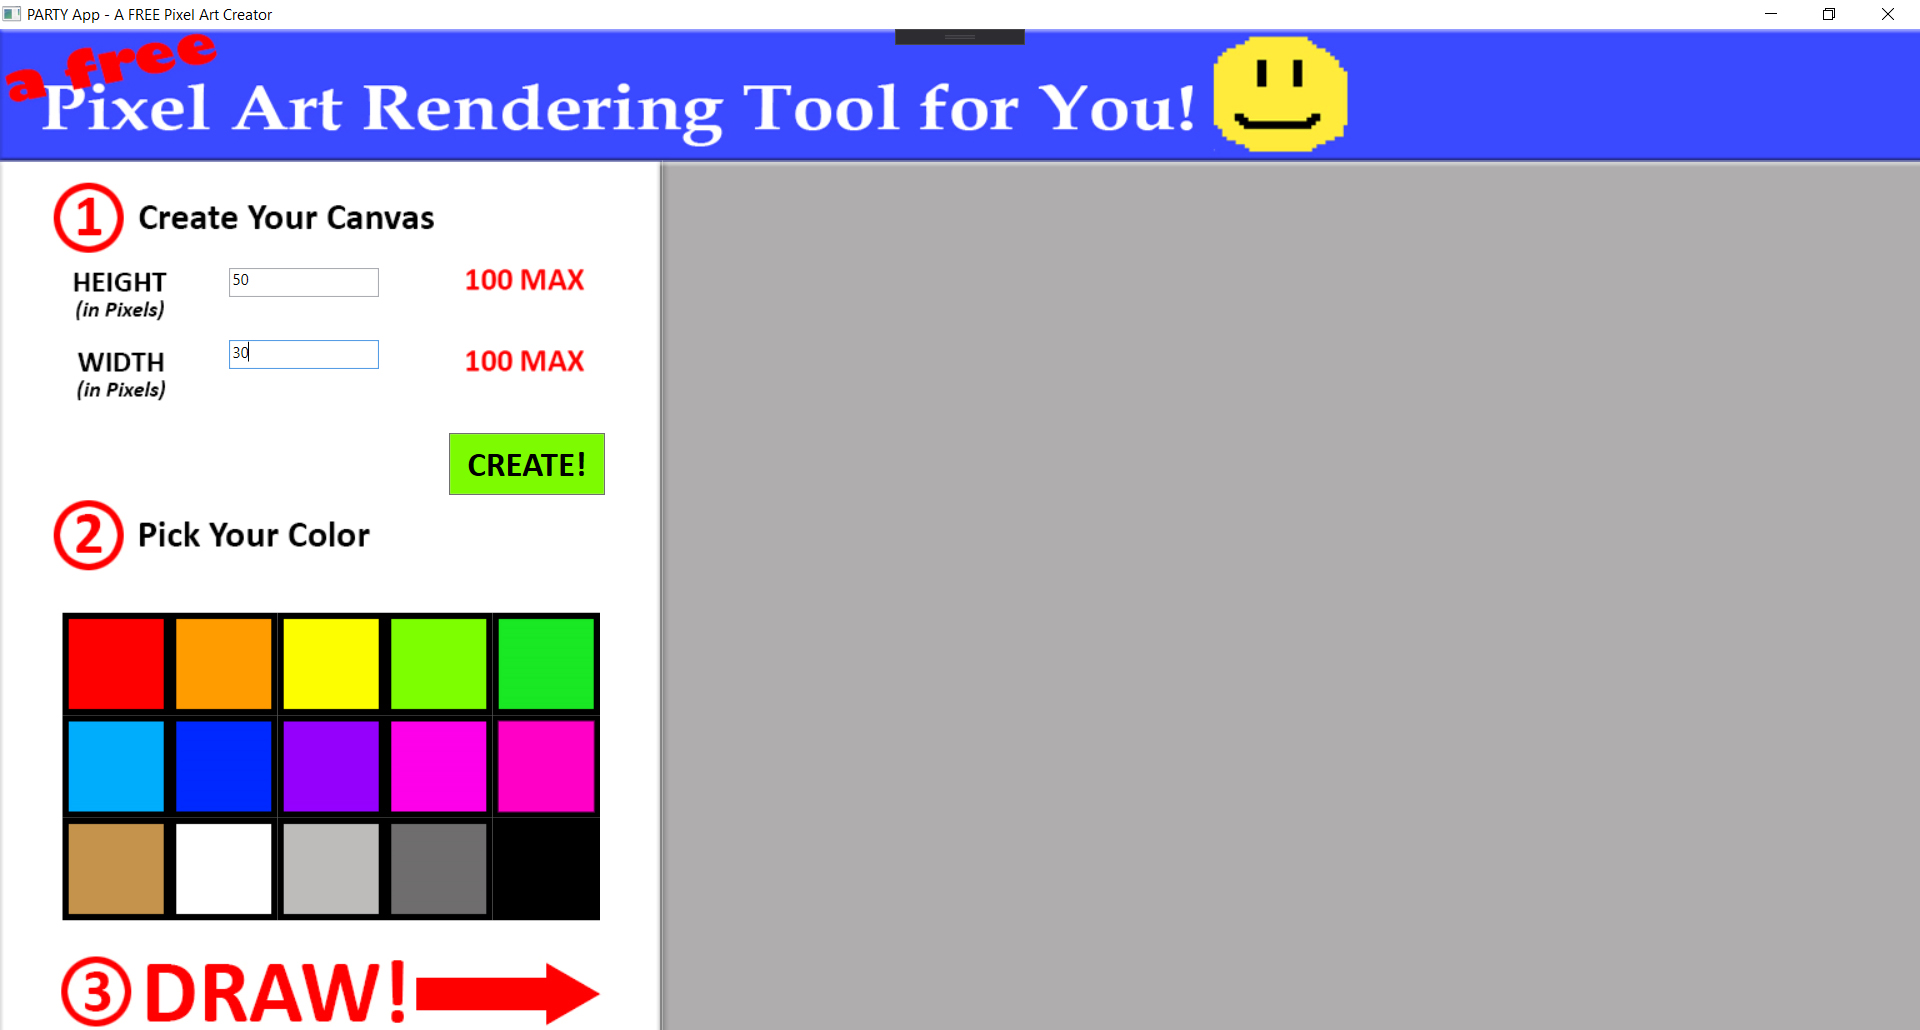 PARTY App - A FREE Pixel Art Creator
a free
Pixel Art Rendering Tool for You!
1 Create Your Canvas
HEIGHT 50 100 MAX
(in Pixels)
WIDTH 30 100 MAX
(in Pixels)
CREATE!
2 Pick Your Color
3 DRAW!